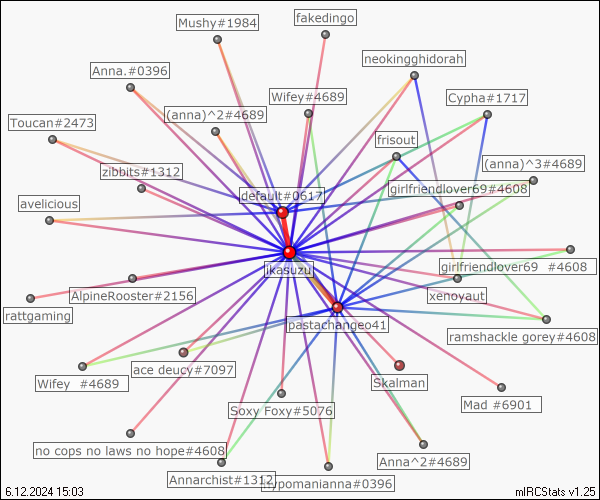 Mushy#1984
fakedingo
neokingghidorah
Anna.#0396
Wifey#4689
Cypha#1717
Toucan#2473
(anna)^2#4689
frisout
(anna)^3#4689
zibbits#1312
default#0617
girlfriendlover69#4608
avelicious
ikasuzu
girlfriendlover69 #4608
rattgaming
AlpineRooster#2156
xenovaut
pastachangeo41
ramshackle gorey#4608
Wifey #4689
ace deucy#7097
Skalman
Soxy Foxy#5076
Mad #6901
no cops no laws no hope#4608
Annarchist#1312
hypomanianna#0396
Anna^2#4689
6.12.2024 15:03
mIRCStats v1.25